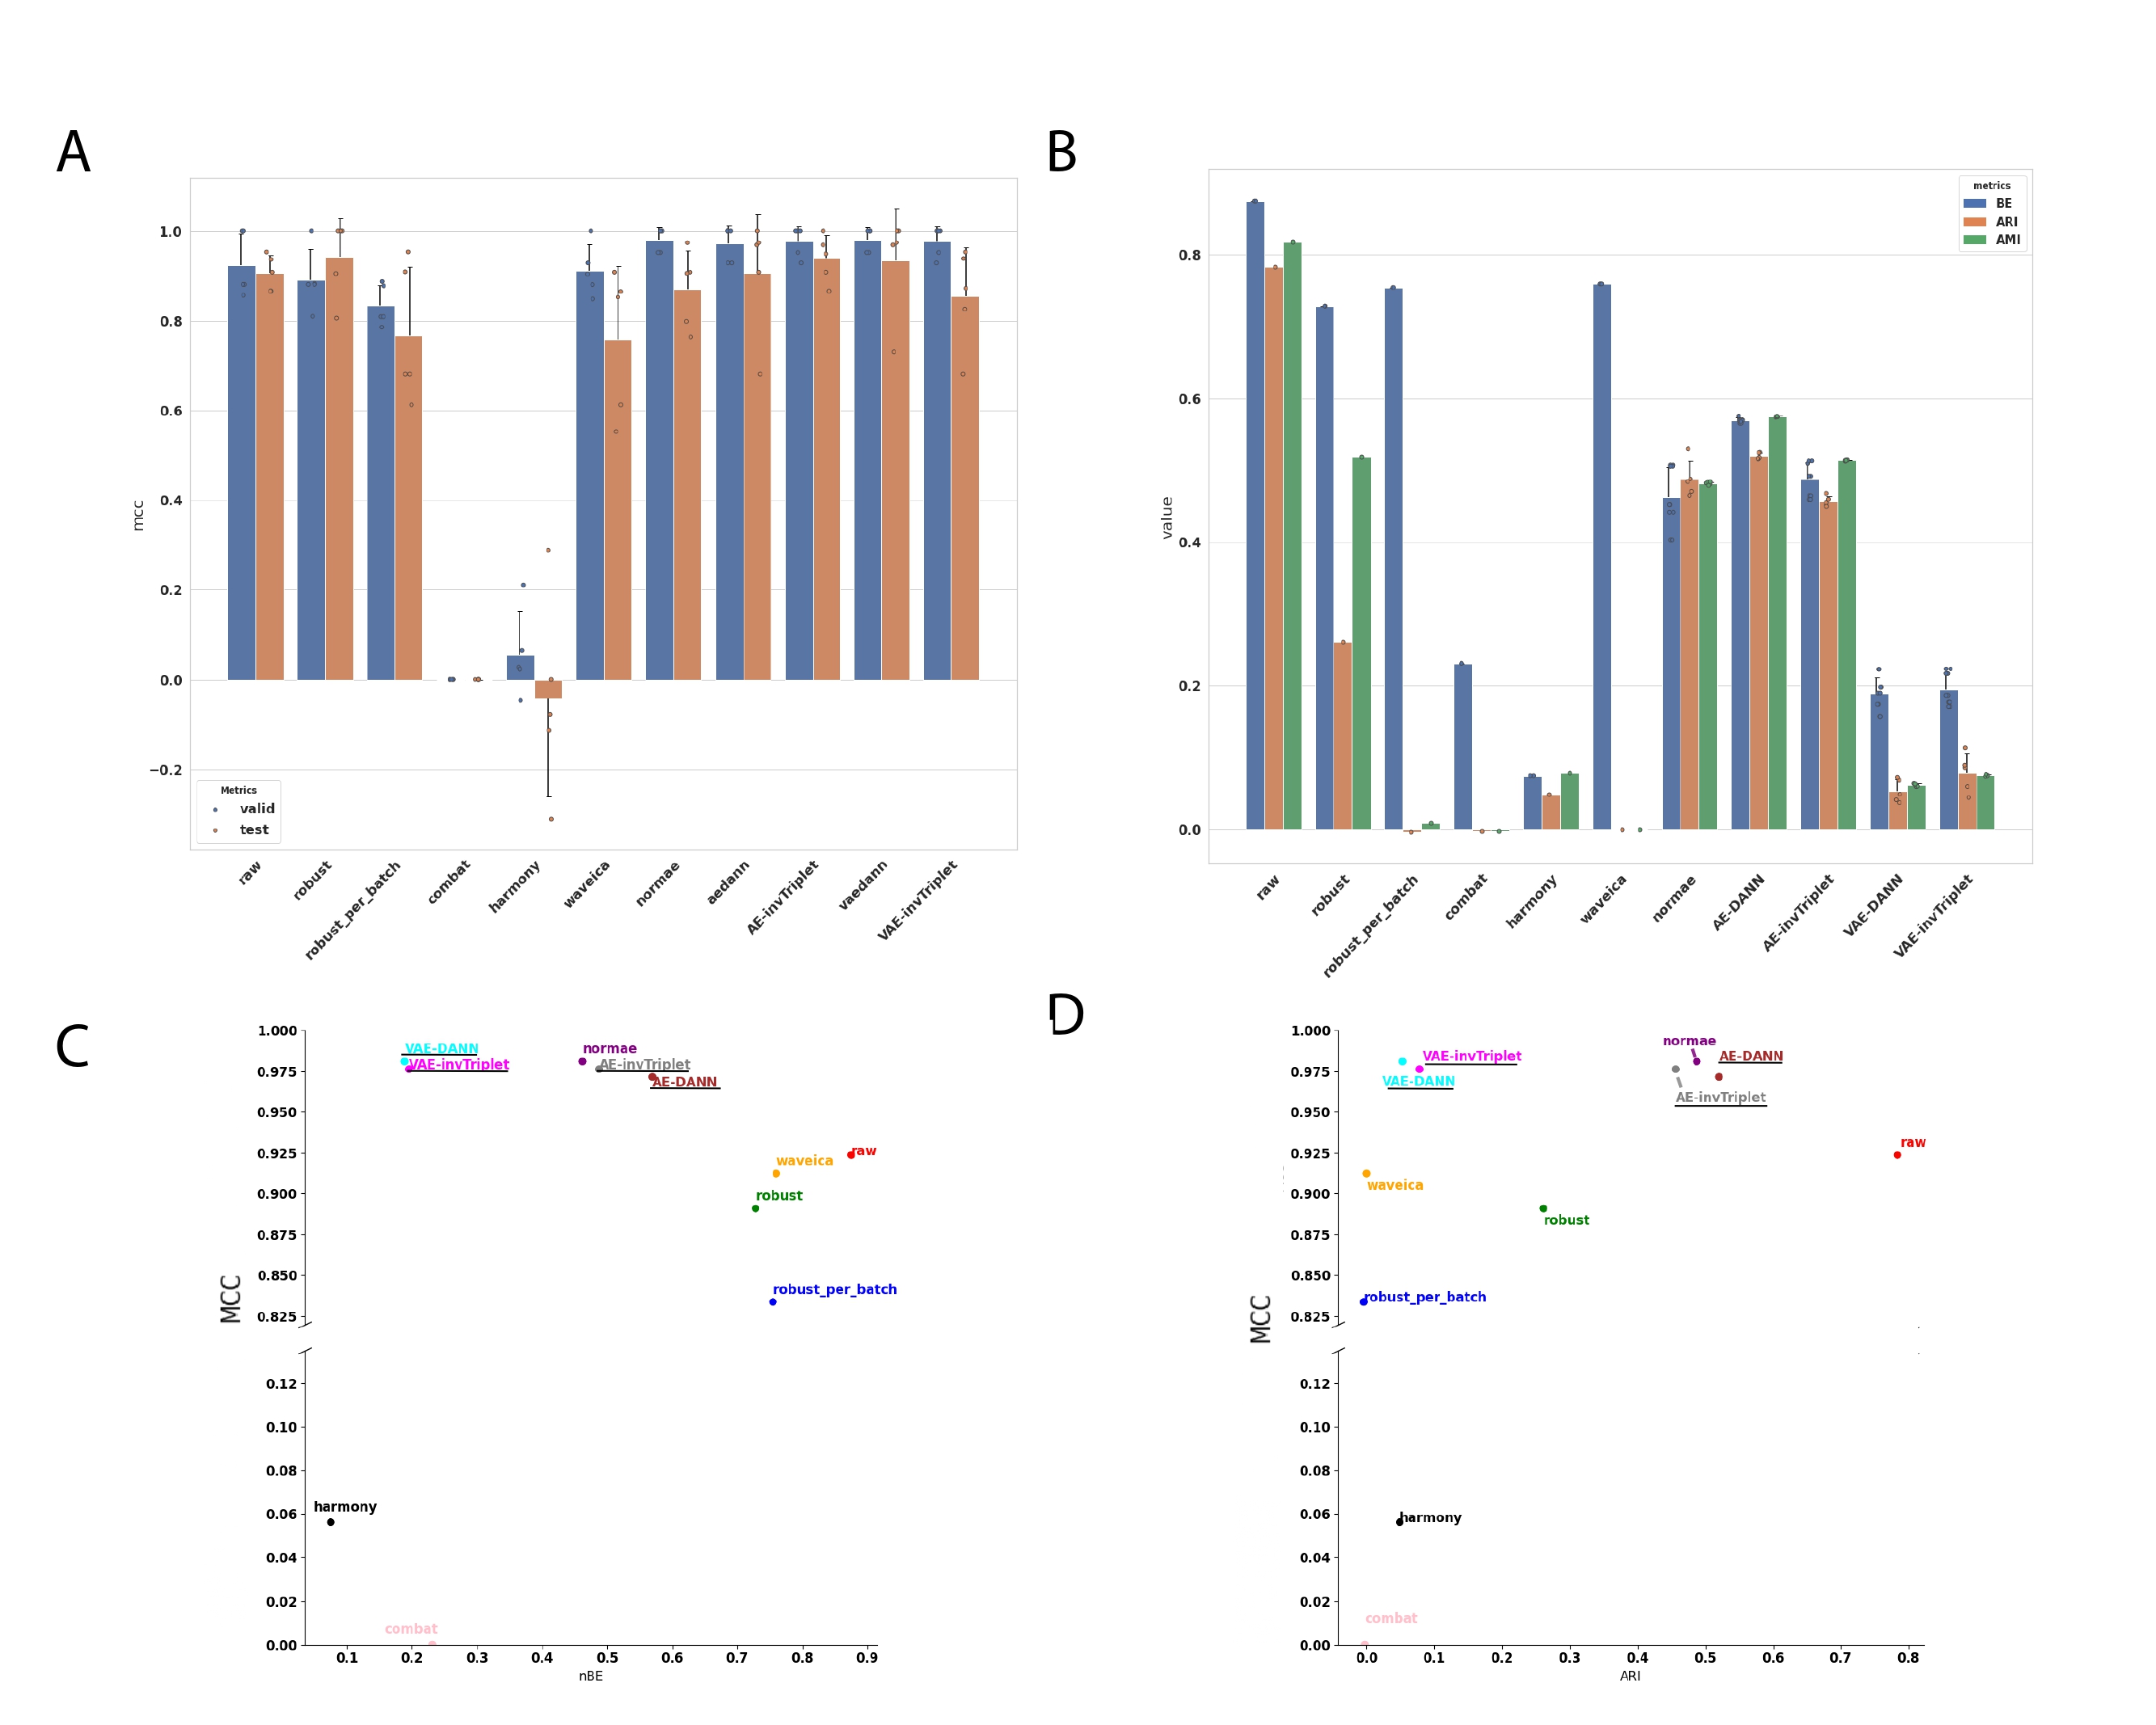 A
1.0
0.8
0.6
0.4
0.2
0.0
−0.2
mcc
Metrics
valid
test
raw
robust
robust_per_batch
combat
harmony
waveica
normae
aedann
AE-invTriplet
vaedann
VAE-invTriplet
B
0.8
0.6
0.4
0.2
0.0
value
metrics
BE
ARI
AMI
raw
robust
robust_per_batch
combat
harmony
waveica
normae
AE-DANN
AE-invTriplet
VAE-DANN
VAE-invTriplet
C
1.000
0.975
0.950
0.925
0.900
0.875
0.850
0.825
0.12
0.10
0.08
0.06
0.04
0.02
0.00
MCC
VAE-DANN
VAE-invTriplet
normae
AE-invTriplet
AE-DANN
raw
waveica
robust
robust_per_batch
harmony
combat
0.1 0.2 0.3 0.4 0.5 0.6 0.7 0.8 0.9
nBE
D
1.000
0.975
0.950
0.925
0.900
0.875
0.850
0.825
0.12
0.10
0.08
0.06
0.04
0.02
0.00
MCC
normae
VAE-invTriplet
AE-DANN
VAE-DANN
AE-invTriplet
raw
waveica
robust
robust_per_batch
harmony
combat
0.0 0.1 0.2 0.3 0.4 0.5 0.6 0.7 0.8
ARI